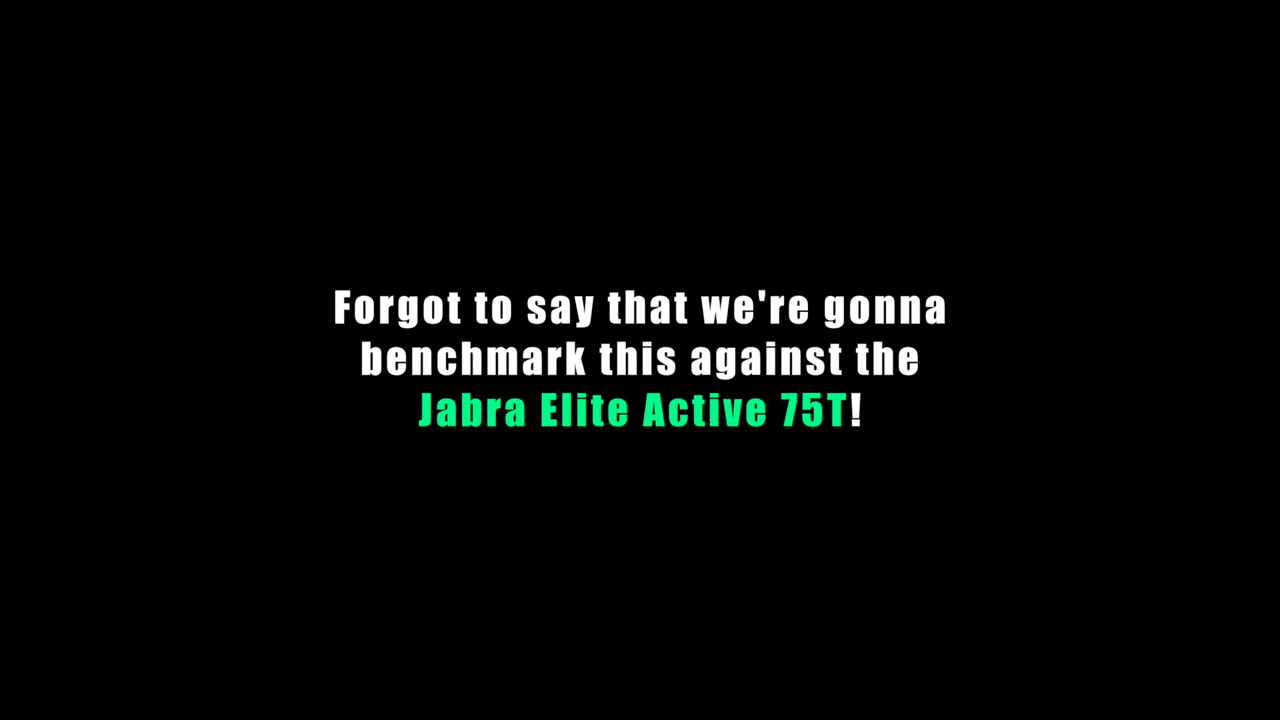 Forgot to say that we're gonna
benchmark this against the
Jabra Elite Active 75T!